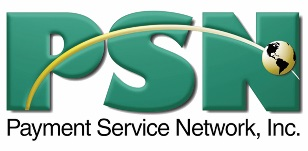 PSN
Payment Service Network, Inc.